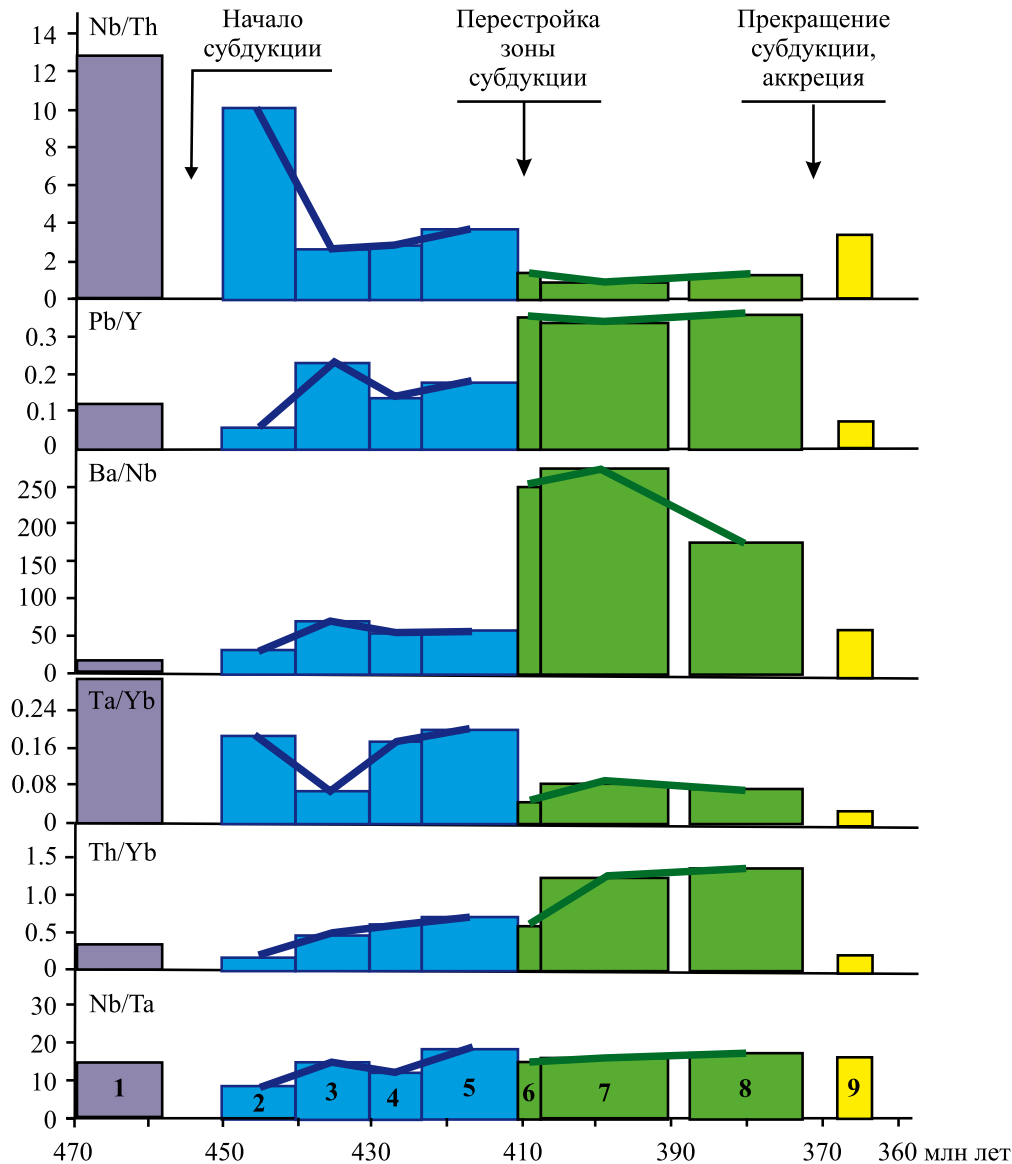 Начало
субдукции
Перестройка
зоны
субдукции
Прекращение
субдукции,
аккреция
Nb/Th
14
12
10
8
6
4
2
0
Pb/Y
0.3
0.2
0.1
0
Ba/Nb
250
200
150
100
50
0
Ta/Yb
0.24
0.16
0.08
0
Th/Yb
1.5
1.0
0.5
0
Nb/Ta
30
20
10
0
1 2 3 4 5 6 7 8 9
470 450 430 410 390 370 360 млн лет